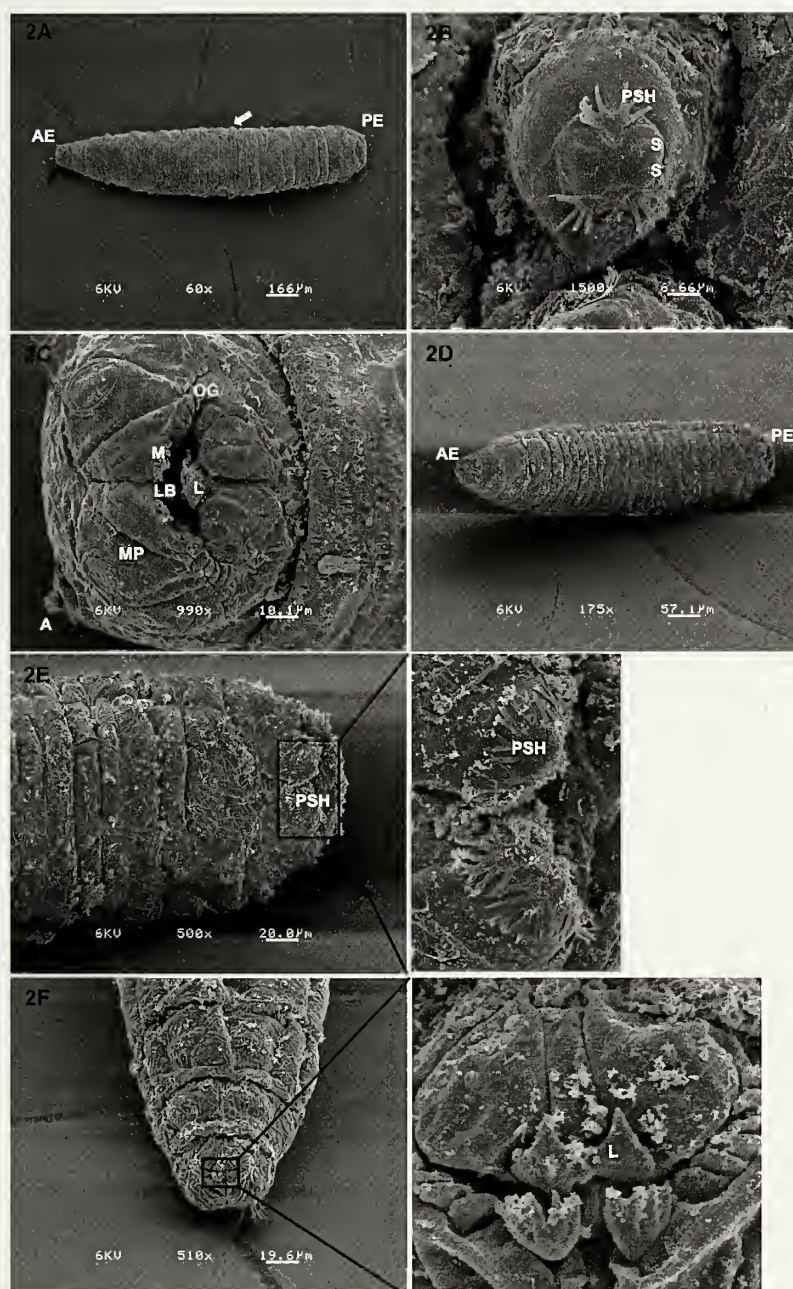 2A
AE
PE
6KV 60x 166µm
2B
PSH
S
S
6KV 1500x 6.66µm
2C
OG
M
LB
L
MP
A
6KV 990x 10.1µm
2D
AE
PE
6KV 175x 57.1µm
2E
PSH
6KV 500x 20.0µm
PSH
2F
6KV 510x 19.6µm
L